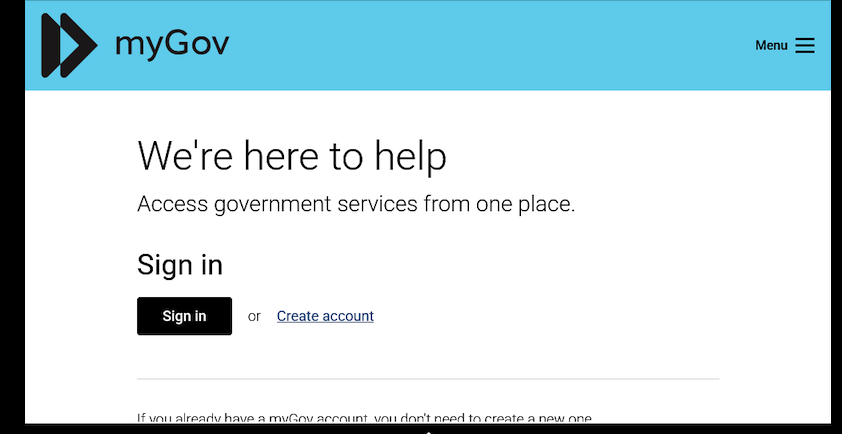 myGov
Menu
We're here to help
Access government services from one place.
Sign in
Sign in or Create account
If you already have a myGov account, you don't need to create a new one